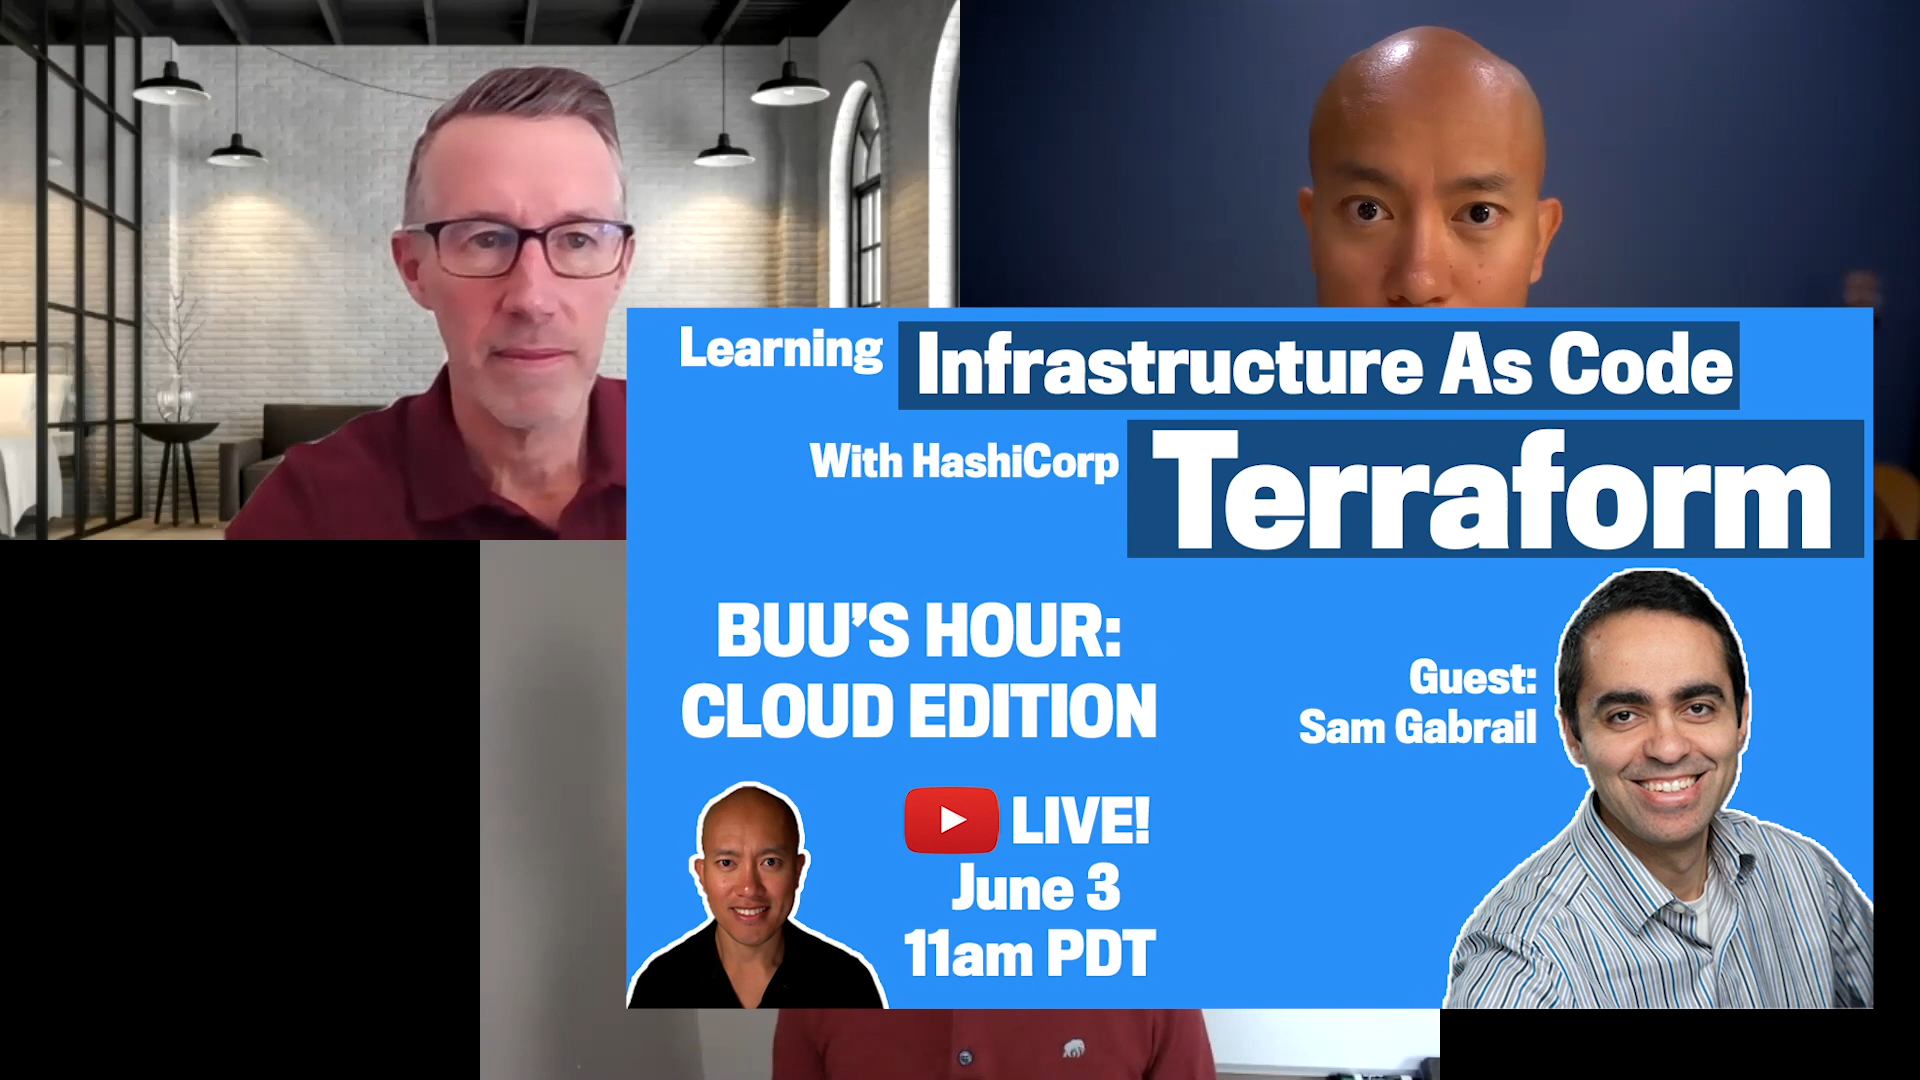 Learning Infrastructure As Code
With HashiCorp Terraform
BUU'S HOUR:
CLOUD EDITION
Guest:
Sam Gabrail
LIVE!
June 3
11am PDT